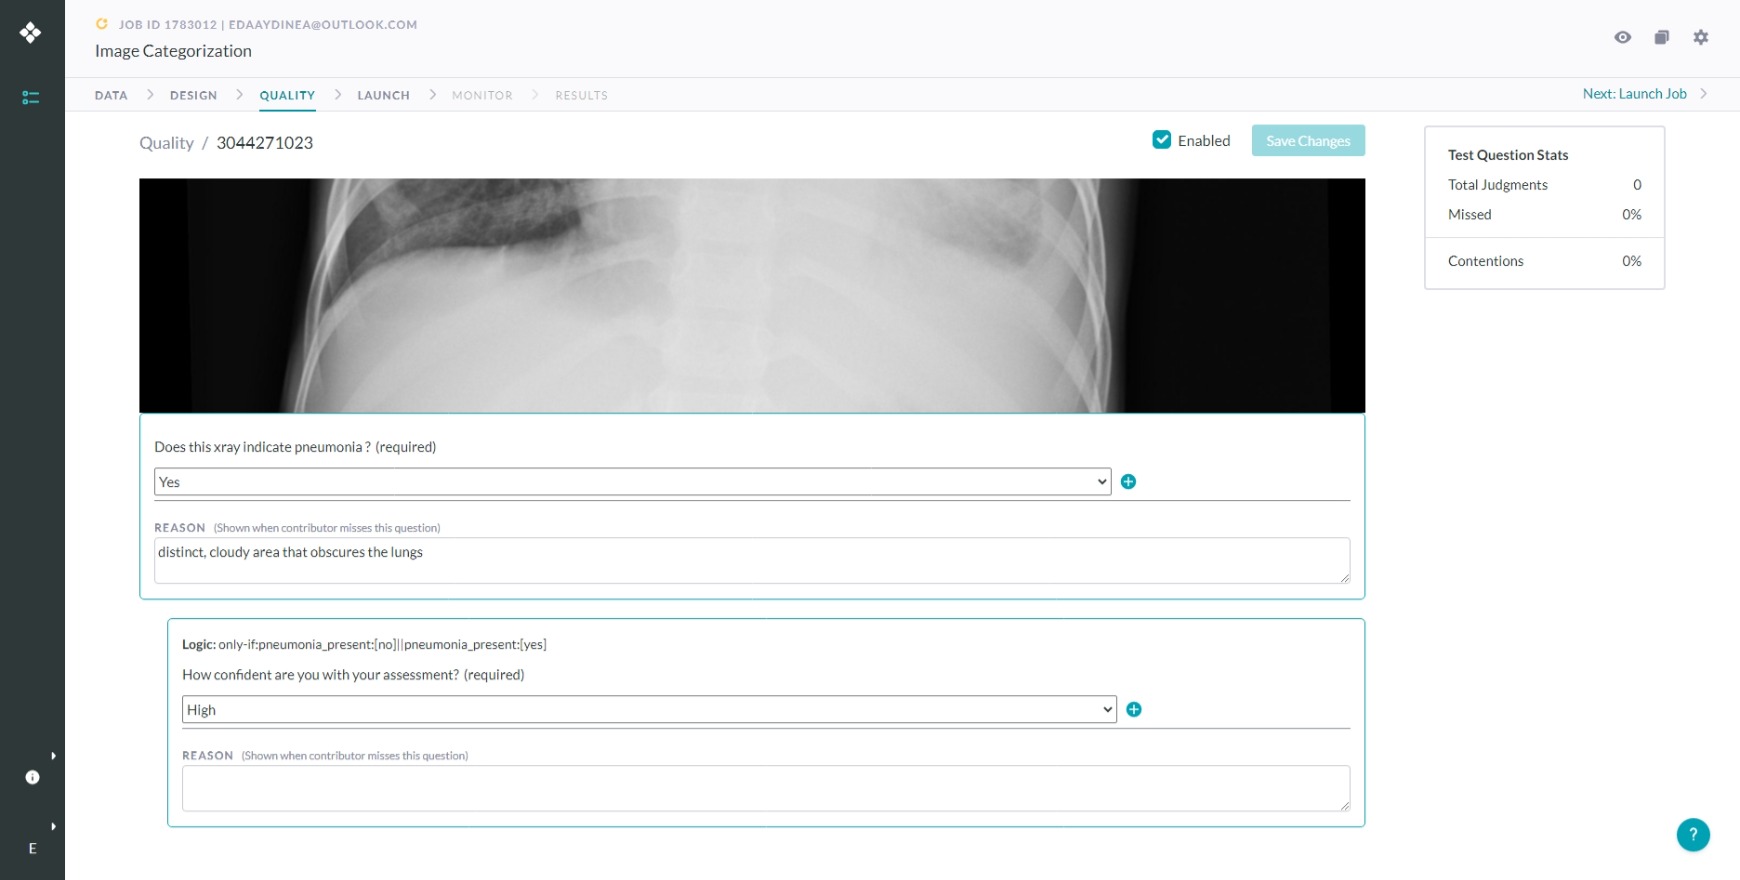 JOB ID 1783012 | EDAAYDINEA@OUTLOOK.COM
Image Categorization
DATA > DESIGN > QUALITY > LAUNCH > MONITOR > RESULTS
Next: Launch Job >
Quality / 3044271023
Enabled
Save Changes
Test Question Stats
Total Judgments 0
Missed 0%
Contentions 0%
Does this xray indicate pneumonia ? (required)
Yes
REASON (Shown when contributor misses this question)
distinct, cloudy area that obscures the lungs
Logic: only-if:pneumonia_present:[no]||pneumonia_present:[yes]
How confident are you with your assessment? (required)
High
REASON (Shown when contributor misses this question)
E
?